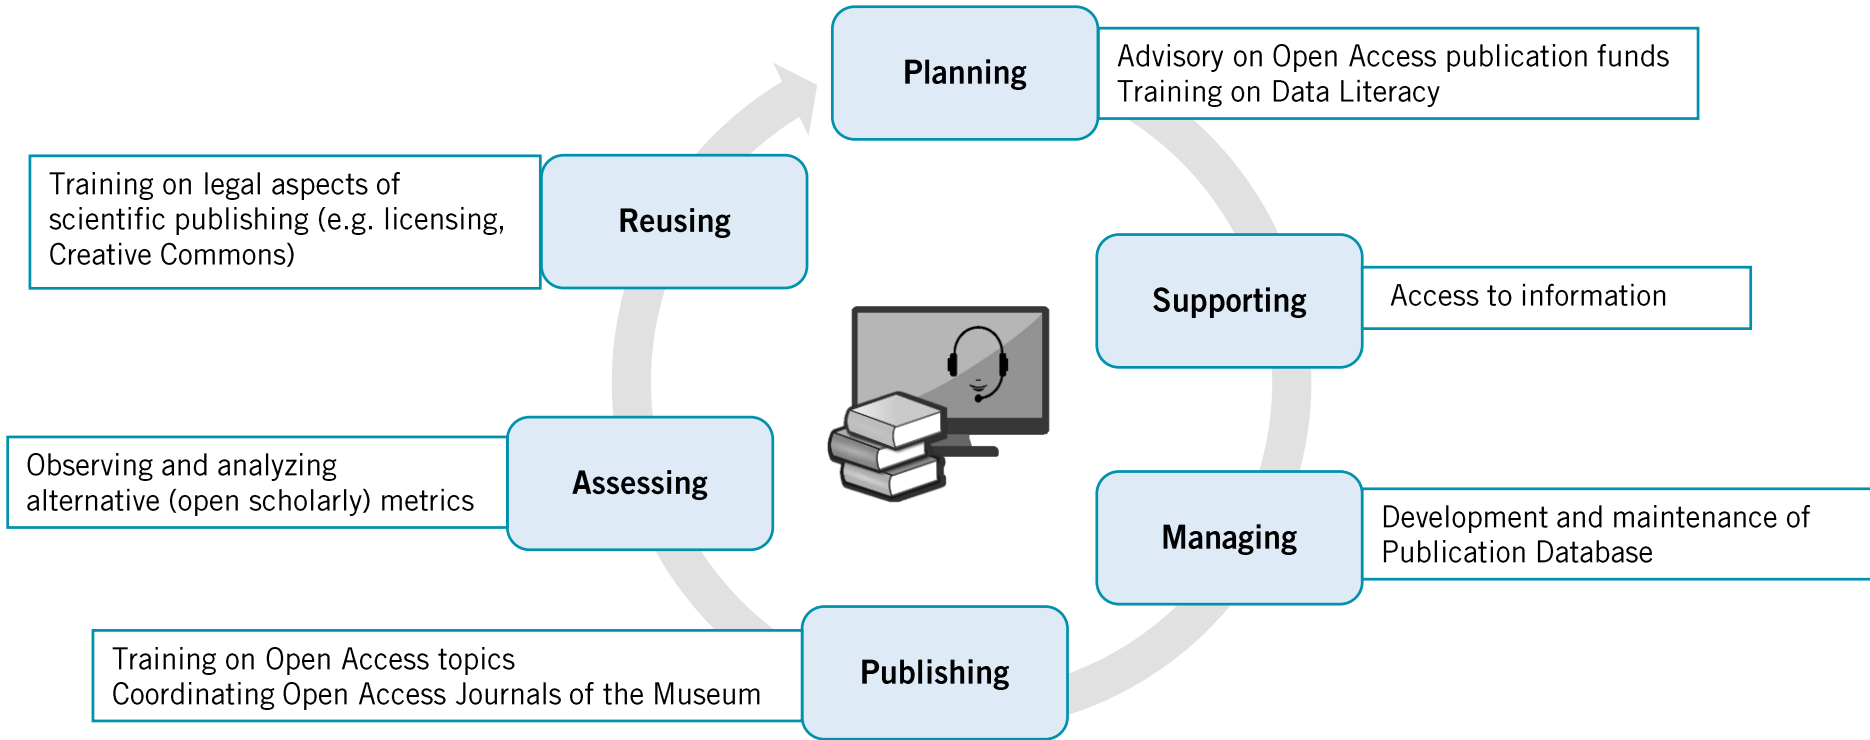 Planning
Advisory on Open Access publication funds
Training on Data Literacy
Supporting
Access to information
Managing
Development and maintenance of
Publication Database
Publishing
Training on Open Access topics
Coordinating Open Access Journals of the Museum
Assessing
Observing and analyzing
alternative (open scholarly) metrics
Reusing
Training on legal aspects of
scientific publishing (e.g. licensing,
Creative Commons)